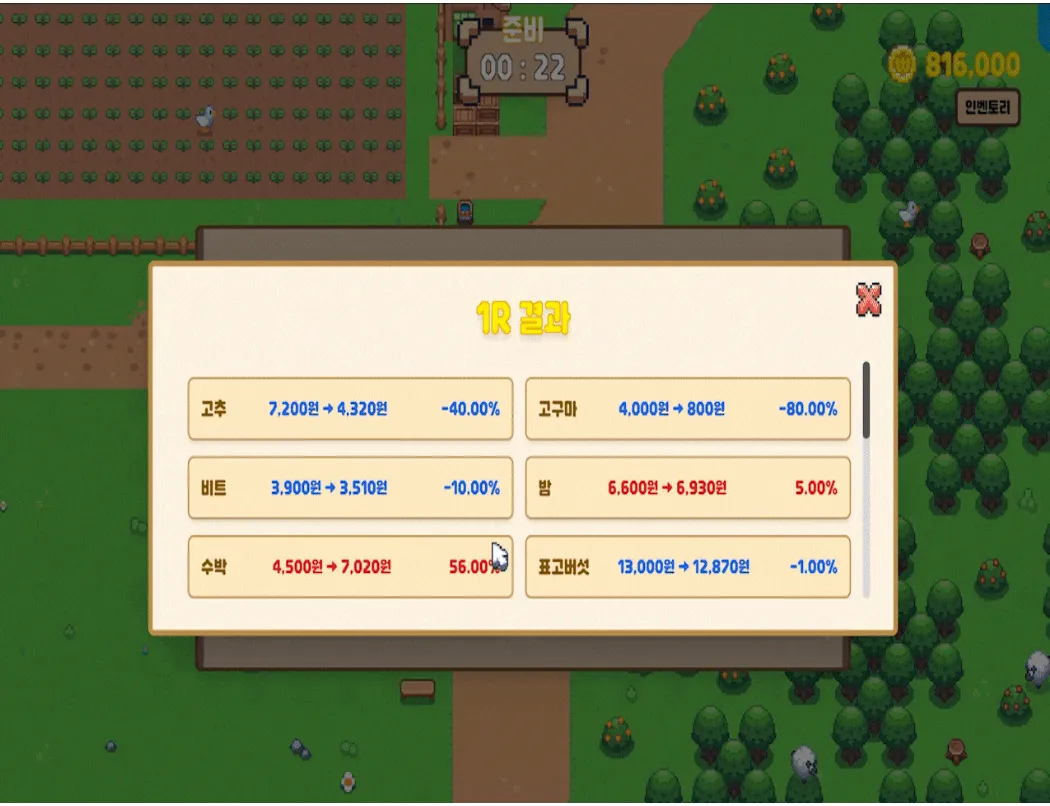 준비
00 : 22
816,000
인벤토리
1R 결과
고추 7,200원 → 4,320원 -40.00%
고구마 4,000원 → 800원 -80.00%
비트 3,900원 → 3,510원 -10.00%
밤 6,600원 → 6,930원 5.00%
수박 4,500원 → 7,020원 56.00%
표고버섯 13,000원 → 12,870원 -1.00%